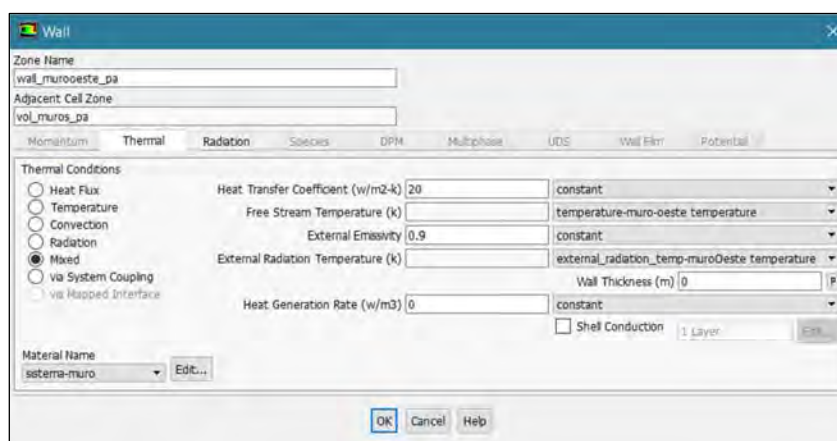 Wall
Zone Name
wall_murooeste_pa
Adjacent Cell Zone
vol_muros_pa
Momentum Thermal Radiation Species DPM Multiphase UDS Wall Film Potential
Thermal Conditions
Heat Flux
Temperature
Convection
Radiation
Mixed
via System Coupling
via Mapped Interface
Heat Transfer Coefficient (w/m2-k) 20 constant
Free Stream Temperature (k) temperature-muro-oeste temperature
External Emissivity 0.9 constant
External Radiation Temperature (k) external_radiation_temp-muroOeste temperature
Wall Thickness (m) 0 P
Heat Generation Rate (w/m3) 0 constant
Shell Conduction 1 Layer Edit...
Material Name
sistema-muro Edit...
OK Cancel Help